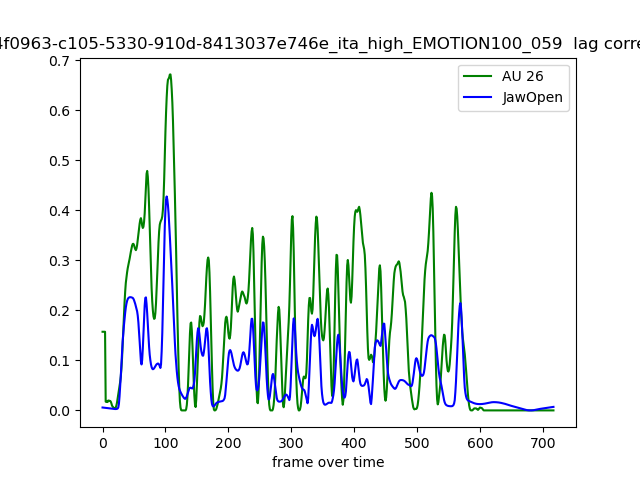 4f0963-c105-5330-910d-8413037e746e_ita_high_EMOTION100_059 lag corre
0.7
AU 26
JawOpen
0.6
0.5
0.4
0.3
0.2
0.1
0.0
0 100 200 300 400 500 600 700
frame over time